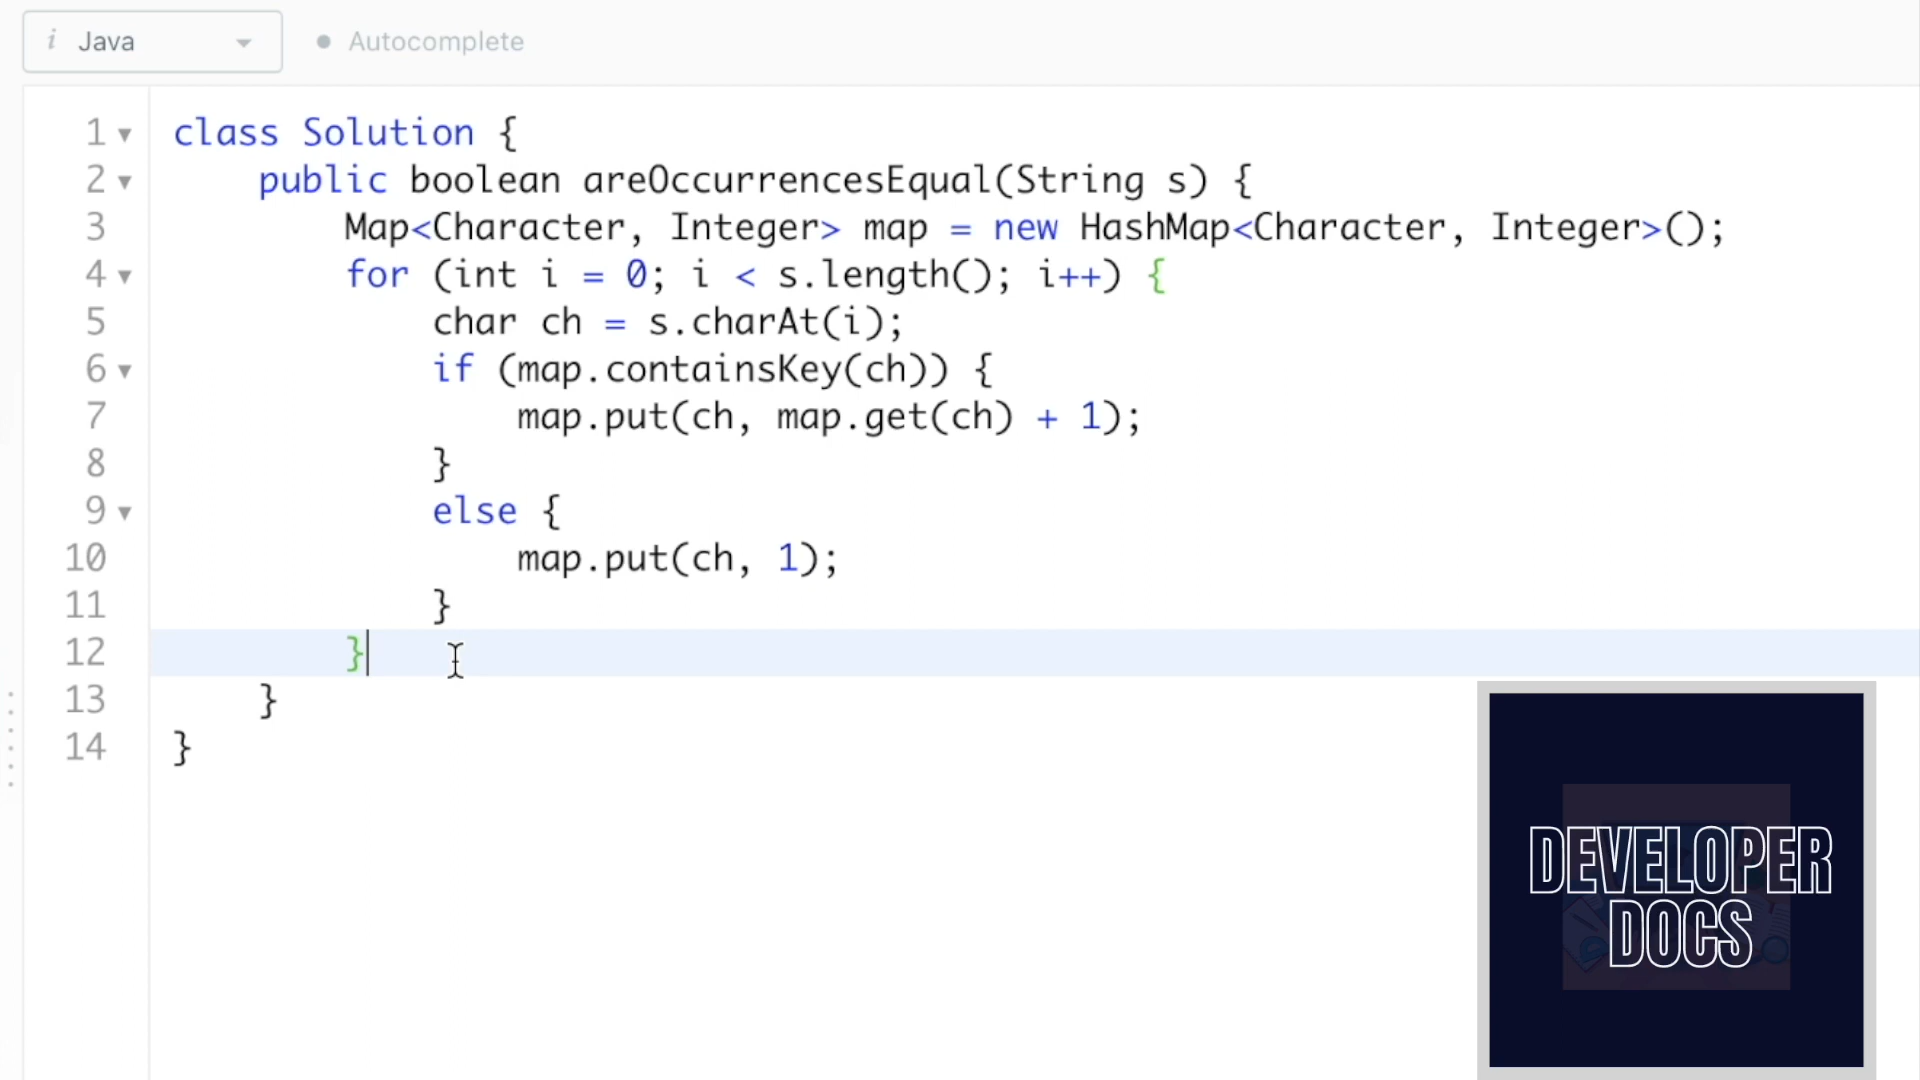 i Java Autocomplete
1 class Solution {
2 public boolean areOccurrencesEqual(String s) {
3 Map<Character, Integer> map = new HashMap<Character, Integer>();
4 for (int i = 0; i < s.length(); i++) {
5 char ch = s.charAt(i);
6 if (map.containsKey(ch)) {
7 map.put(ch, map.get(ch) + 1);
8 }
9 else {
10 map.put(ch, 1);
11 }
12 }
13 }
14 }
DEVELOPER
DOCS